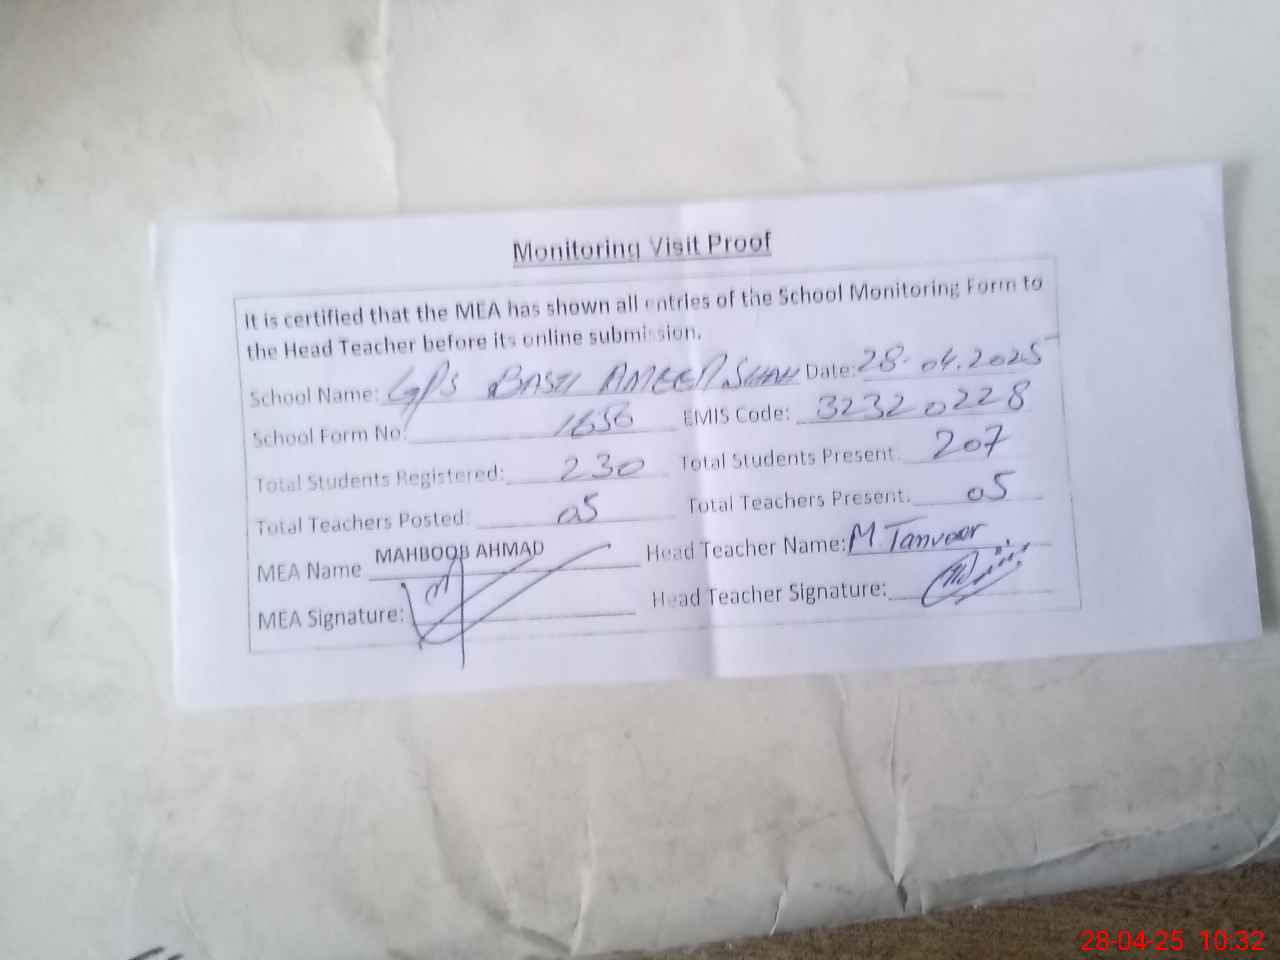 Monitoring Visit Proof
It is certified that the MEA has shown all entries of the School Monitoring Form to
the Head Teacher before its online submission.
School Name: GPS BASTI AMEER SHAH Date: 28.04.2025
School Form No: 1656 EMIS Code: 32320228
Total Students Registered: 230 Total Students Present: 207
Total Teachers Posted: 05 Total Teachers Present: 05
MEA Name MAHBOOB AHMAD Head Teacher Name: M. Tanveer
MEA Signature: Head Teacher Signature:
28-04-25 10:32